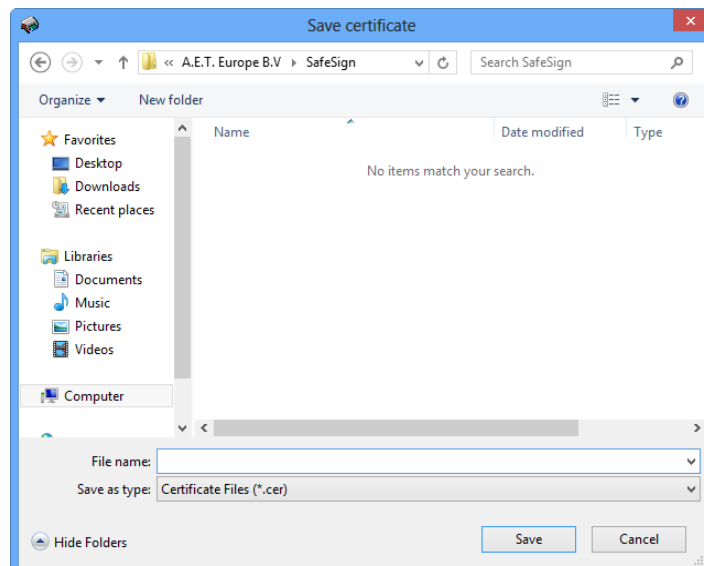 Save certificate
« A.E.T. Europe B.V SafeSign Search SafeSign
Organize New folder
Name Date modified Type
No items match your search.
Favorites
Desktop
Downloads
Recent places
Libraries
Documents
Music
Pictures
Videos
Computer
File name:
Save as type: Certificate Files (*.cer)
Hide Folders Save Cancel